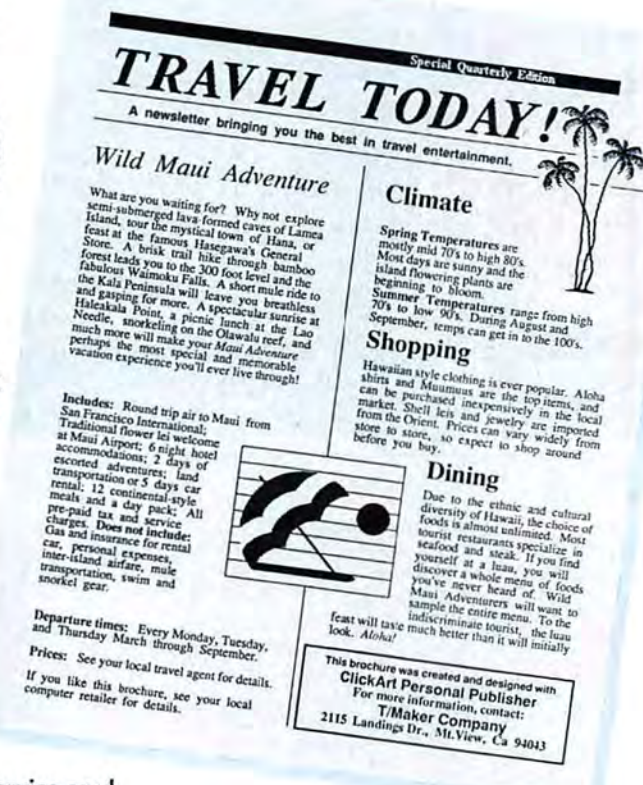 Special Quarterly Edition
TRAVEL TODAY!
A newsletter bringing you the best in travel entertainment.
Wild Maui Adventure
What are you waiting for? Why not explore
semi-submerged lava-formed caves of Lamea
Island, tour the mystical town of Hana, or
feast at the famous Hasegawa's General
Store. A brisk trail hike through bamboo
forest leads you to the 300 foot level and the
fabulous Waimoku Falls. A short mule ride to
the Kala Peninsula will leave you breathless
and gasping for more. A spectacular sunrise at
Haleakala Point, a picnic lunch at the Lao
Needle, snorkeling on the Olawalu reef, and
much more will make your Maui Adventure
perhaps the most special and memorable
vacation experience you'll ever live through!
Includes: Round trip air to Maui from
San Francisco International;
Traditional flower lei welcome
at Maui Airport; 6 night hotel
accommodations; 2 days of
escorted adventures; land
transportation or 5 days car
rental; 12 continental-style
meals and a day pack; All
pre-paid tax and service
charges. Does not include:
Gas and insurance for rental
car, personal expenses,
inter-island airfare, mule
transportation, swim and
snorkel gear.
Departure times: Every Monday, Tuesday,
and Thursday March through September.
Prices: See your local travel agent for details.
If you like this brochure, see your local
computer retailer for details.
Climate
Spring Temperatures are
mostly mid 70's to high 80's.
Most days are sunny and the
island flowering plants are
beginning to bloom.
Summer Temperatures range from high
70's to low 90's. During August and
September, temps can get in to the 100's.
Shopping
Hawaiian style clothing is ever popular. Aloha
shirts and Muumuus are the top items, and
can be purchased inexpensively in the local
market. Shell leis and jewelry are imported
from the Orient. Prices can vary widely from
store to store, so expect to shop around
before you buy.
Dining
Due to the ethnic and cultural
diversity of Hawaii, the choice of
foods is almost unlimited. Most
tourist restaurants specialize in
seafood and steak. If you find
yourself at a luau, you will
discover a whole menu of foods
you've never heard of. Wild
Maui Adventurers will want to
sample the entire menu. To the
indiscriminate tourist, the luau
feast will taste much better than it will initially
look. Aloha!
This brochure was created and designed with
ClickArt Personal Publisher
For more information, contact:
T/Maker Company
2115 Landings Dr., Mt.View, Ca 94043